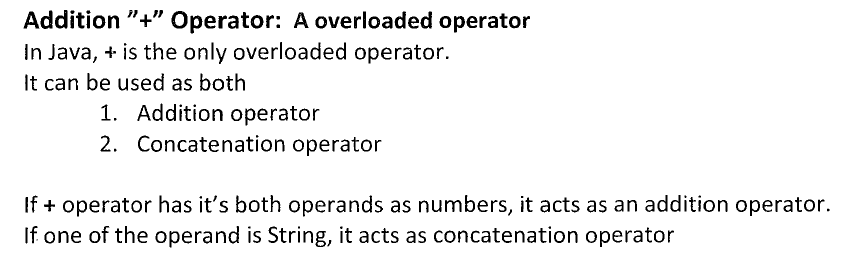 Addition ”+” Operator: A overloaded operator
In Java, + is the only overloaded operator.
It can be used as both
1. Addition operator
2. Concatenation operator
If + operator has it’s both operands as numbers, it acts as an addition operator.
If one of the operand is String, it acts as concatenation operator